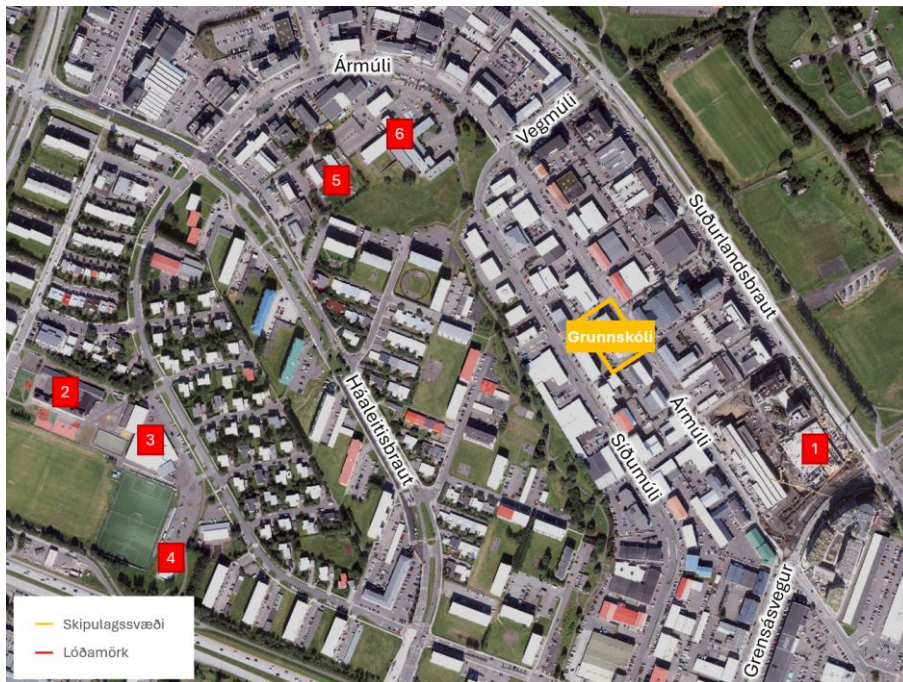 Ármúli
Vegmúli
6
5
Suðurlandsbraut
Grunnskóli
2
3
Háaleitisbraut
Ármúli
Síðumúli
1
4
Grensásvegur
Skipulagssvæði
Lóðamörk